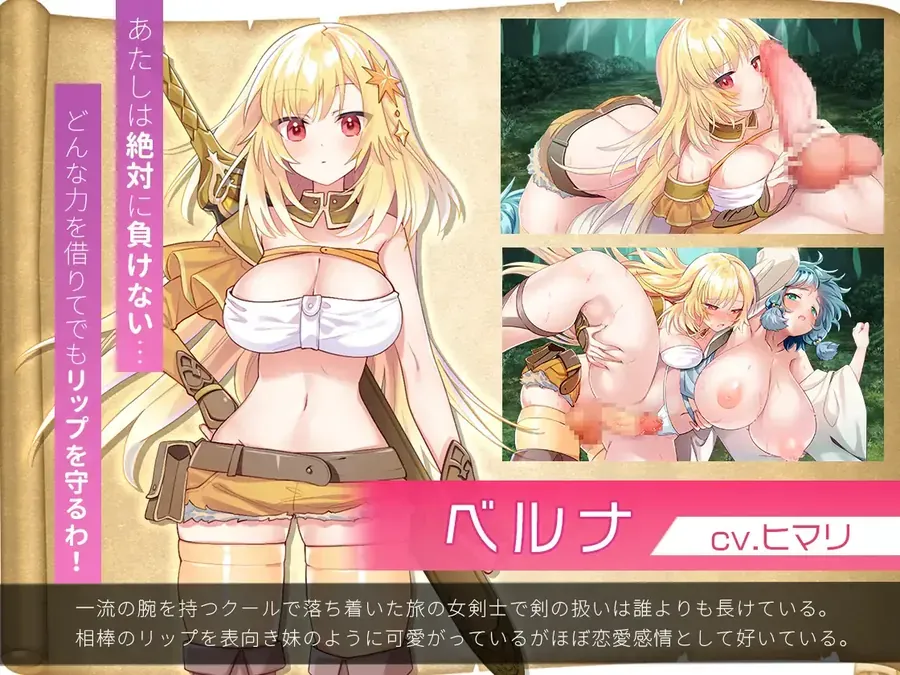 あたしは絶対に負けない…
どんな力を借りてでもリップを守るわ！
ベルナ
cv.ヒマリ
一流の腕を持つクールで落ち着いた旅の女剣士で剣の扱いは誰よりも長けている。
相棒のリップを表向き妹のように可愛がっているがほぼ恋愛感情として好いている。